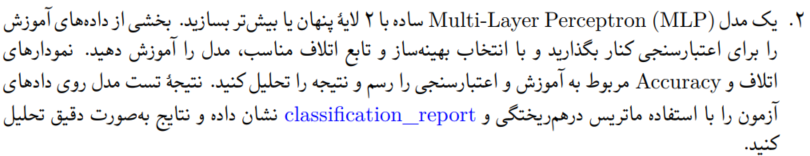 ۲. یک مدل Multi-Layer Perceptron (MLP) ساده با ۲ لایهٔ پنهان یا بیش‌تر بسازید. بخشی از داده‌های آموزش
را برای اعتبارسنجی کنار بگذارید و با انتخاب بهینه‌ساز و تابع اتلاف مناسب، مدل را آموزش دهید. نمودارهای
اتلاف و Accuracy مربوط به آموزش و اعتبارسنجی را رسم و نتیجه را تحلیل کنید. نتیجهٔ تست مدل روی داده‌های
آزمون را با استفاده ماتریس درهم‌ریختگی و classification_report نشان داده و نتایج به‌صورت دقیق تحلیل
کنید.